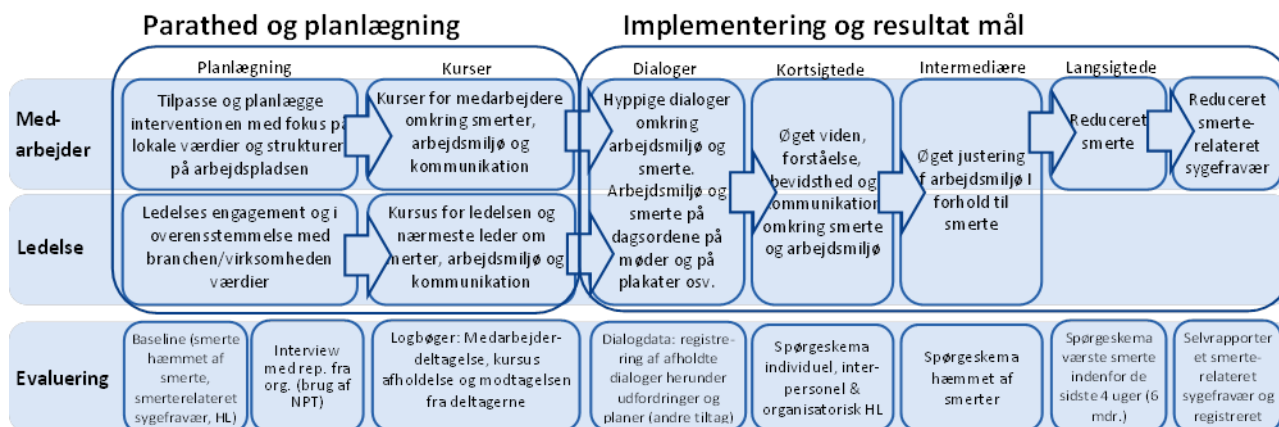 Parathed og planlægning
Implementering og resultat mål
Planlægning
Kurser
Dialoger
Kortsigtede
Intermediære
Langsigtede
Med-
arbejder
Tilpasse og planlægge
interventionen med fokus på
lokale værdier og strukturer
på arbejdspladsen
Kurser for medarbejdere
omkring smerter,
arbejdsmiljø og
kommunikation
Hyppige dialoger
omkring
arbejdsmiljø og
smerte.
Arbejdsmiljø og
smerte på
dagsordene på
møder og på
plakater osv.
Øget viden,
forståelse,
bevidsthed og
kommunikation
omkring smerte
og arbejdsmiljø
Øget justering
af arbejdsmiljø I
forhold til
smerte
Reduceret
smerte
Reduceret
smerte-
relateret
sygefravær
Ledelse
Ledelses engagement og i
overensstemmelse med
branchen/virksomheden
værdier
Kursus for ledelsen og
nærmeste leder om
smerter, arbejdsmiljø og
kommunikation
Evaluering
Baseline (smerte
hæmmet af
smerte,
smerterelateret
sygefravær, HL)
Interview
med rep. fra
org. (brug af
NPT)
Logbøger: Medarbejder-
deltagelse, kursus
afholdelse og modtagelsen
fra deltagerne
Dialogdata: registre-
ring af afholdte
dialoger herunder
udfordringer og
planer (andre tiltag)
Spørgeskema
individuel, inter-
personel &
organisatorisk HL
Spørgeskema
hæmmet af
smerter
Spørgeskema
værste smerte
indenfor de
sidste 4 uger (6
mdr.)
Selvrapporter
et smerte-
relateret
sygefravær og
registreret